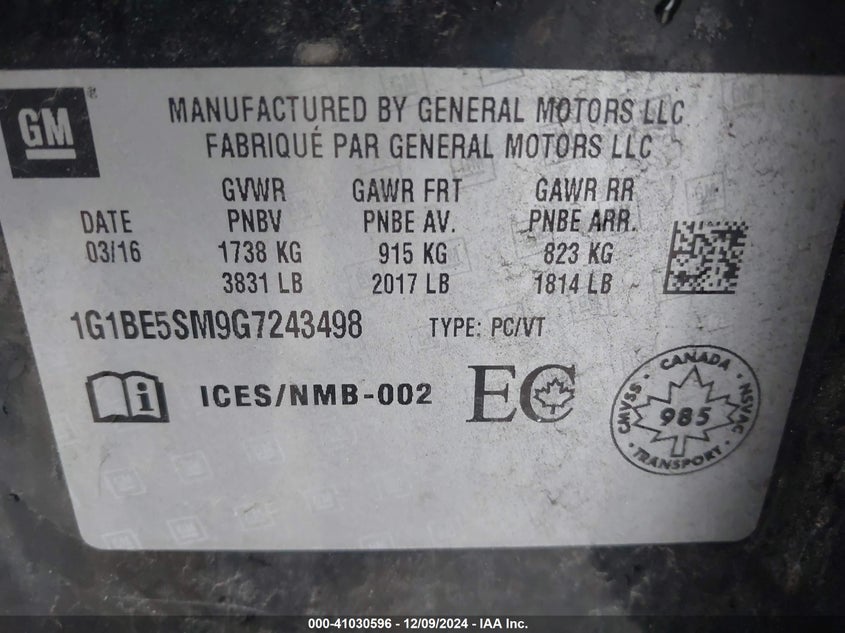 GM
MANUFACTURED BY GENERAL MOTORS LLC
FABRIQUÉ PAR GENERAL MOTORS LLC
GVWR GAWR FRT GAWR RR
DATE PNBV PNBE AV. PNBE ARR.
03/16 1738 KG 915 KG 823 KG
3831 LB 2017 LB 1814 LB
1G1BE5SM9G7243498 TYPE: PC/VT
ICES/NMB-002 EC
CANADA
CMVSS 985 NSVAC
TRANSPORT
000-41030596 - 12/09/2024 - IAA Inc.